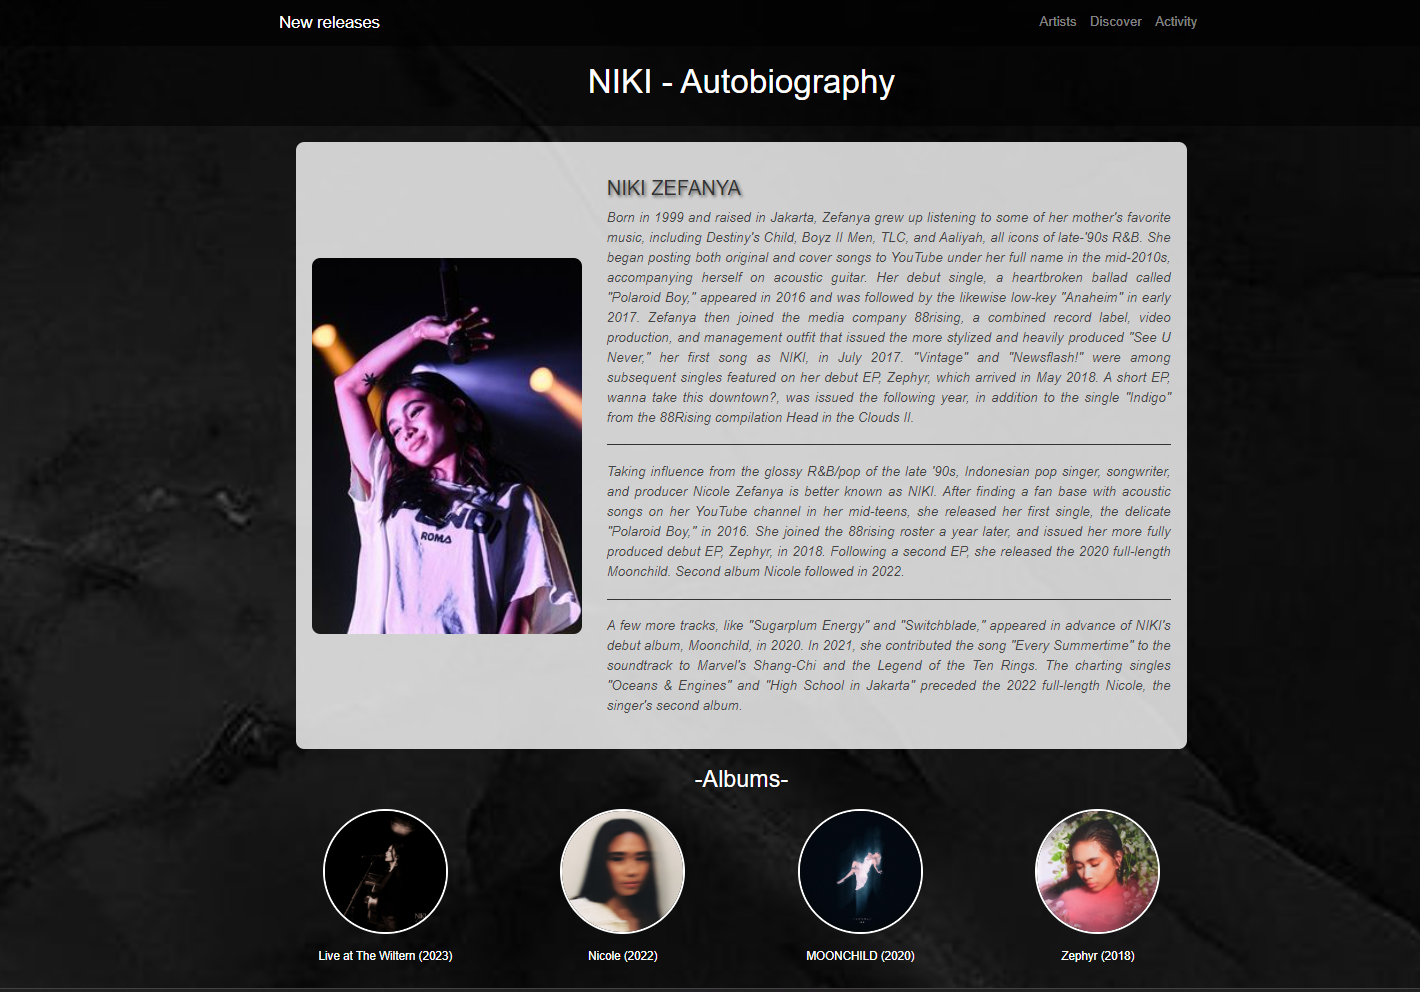 New releases
Artists Discover Activity
NIKI - Autobiography
NIKI ZEFANYA
Born in 1999 and raised in Jakarta, Zefanya grew up listening to some of her mother's favorite
music, including Destiny's Child, Boyz II Men, TLC, and Aaliyah, all icons of late-'90s R&B. She
began posting both original and cover songs to YouTube under her full name in the mid-2010s,
accompanying herself on acoustic guitar. Her debut single, a heartbroken ballad called
"Polaroid Boy," appeared in 2016 and was followed by the likewise low-key "Anaheim" in early
2017. Zefanya then joined the media company 88rising, a combined record label, video
production, and management outfit that issued the more stylized and heavily produced "See U
Never," her first song as NIKI, in July 2017. "Vintage" and "Newsflash!" were among
subsequent singles featured on her debut EP, Zephyr, which arrived in May 2018. A short EP,
wanna take this downtown?, was issued the following year, in addition to the single "Indigo"
from the 88Rising compilation Head in the Clouds II.
Taking influence from the glossy R&B/pop of the late '90s, Indonesian pop singer, songwriter,
and producer Nicole Zefanya is better known as NIKI. After finding a fan base with acoustic
songs on her YouTube channel in her mid-teens, she released her first single, the delicate
"Polaroid Boy," in 2016. She joined the 88rising roster a year later, and issued her more fully
produced debut EP, Zephyr, in 2018. Following a second EP, she released the 2020 full-length
Moonchild. Second album Nicole followed in 2022.
ROMA
A few more tracks, like "Sugarplum Energy" and "Switchblade," appeared in advance of NIKI's
debut album, Moonchild, in 2020. In 2021, she contributed the song "Every Summertime" to the
soundtrack to Marvel's Shang-Chi and the Legend of the Ten Rings. The charting singles
"Oceans & Engines" and "High School in Jakarta" preceded the 2022 full-length Nicole, the
singer's second album.
-Albums-
Live at The Wiltern (2023)
Nicole (2022)
MOONCHILD (2020)
Zephyr (2018)